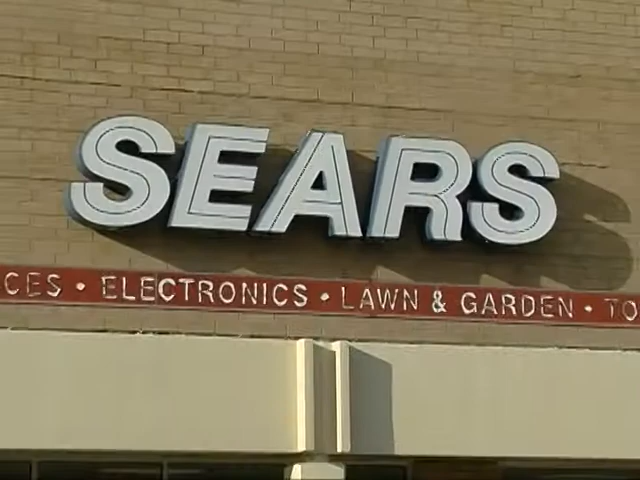 SEARS
CES • ELECTRONICS • LAWN & GARDEN • TO